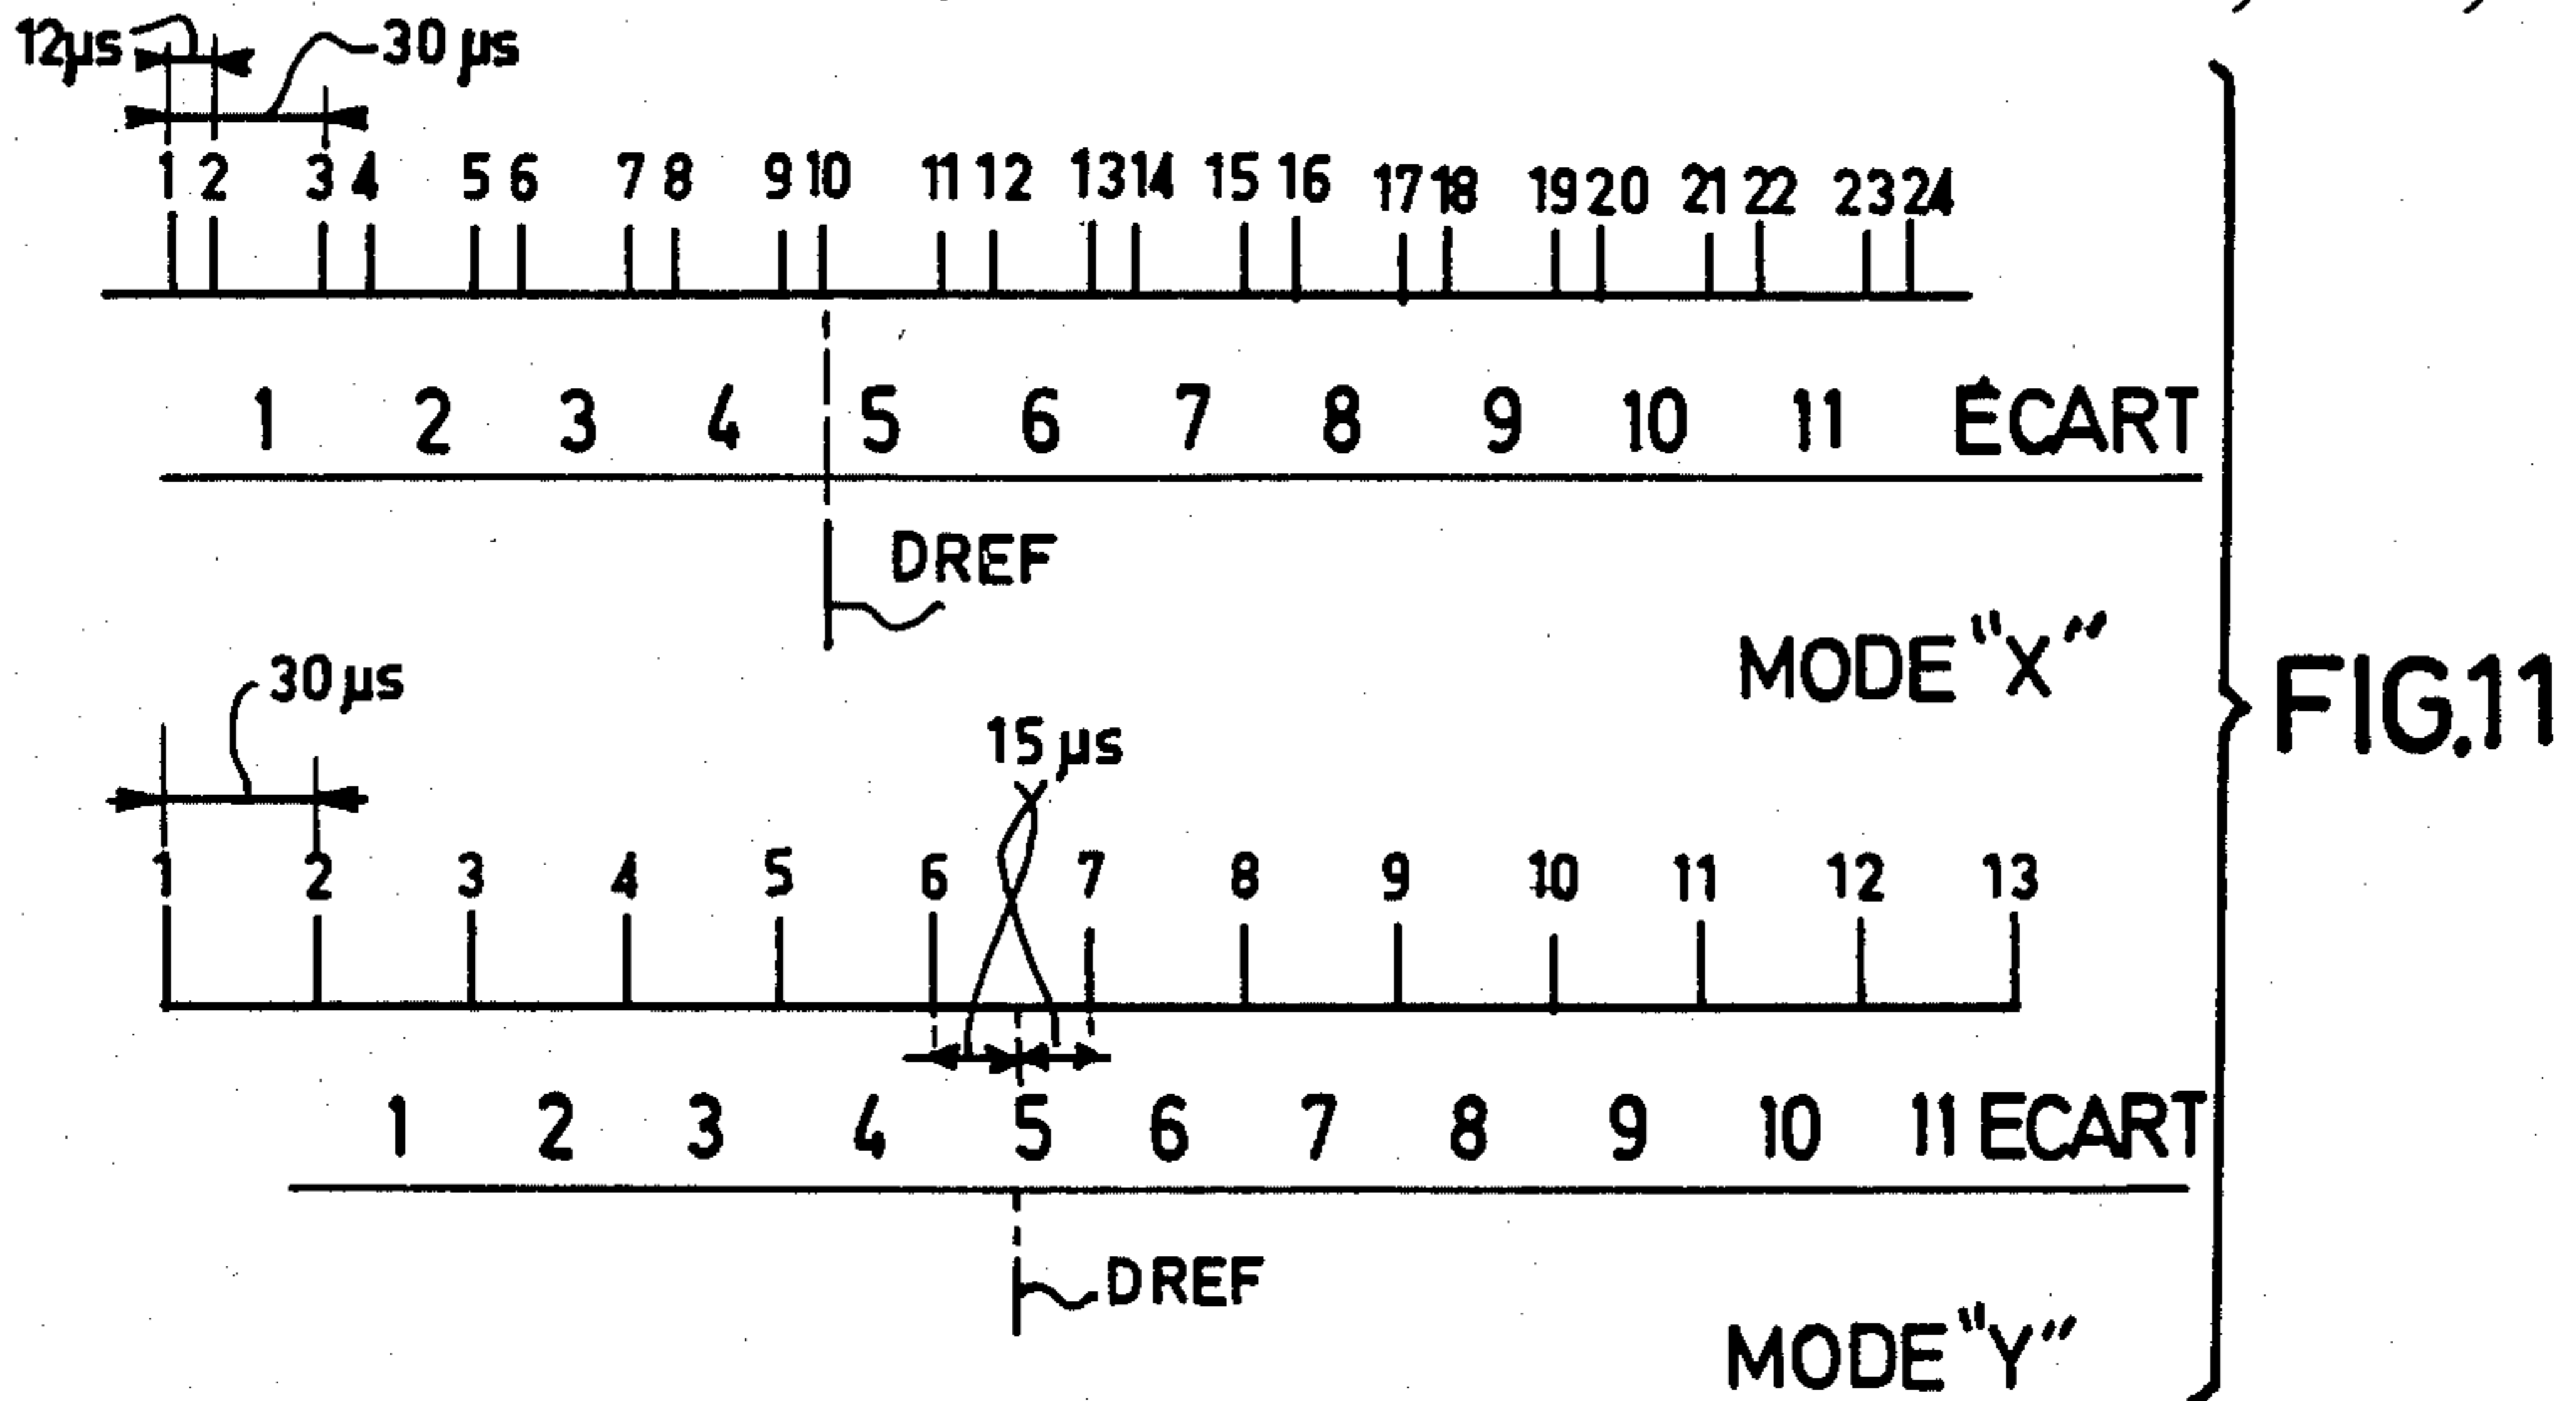 12µs 30 µs
1 2 3 4 5 6 7 8 9 10 11 12 13 14 15 16 17 18 19 20 21 22 23 24
1 2 3 4 5 6 7 8 9 10 11 ÉCART
DREF
MODE "X"
FIG.11
30 µs
15 µs
1 2 3 4 5 6 7 8 9 10 11 12 13
1 2 3 4 5 6 7 8 9 10 11 ECART
DREF
MODE "Y"